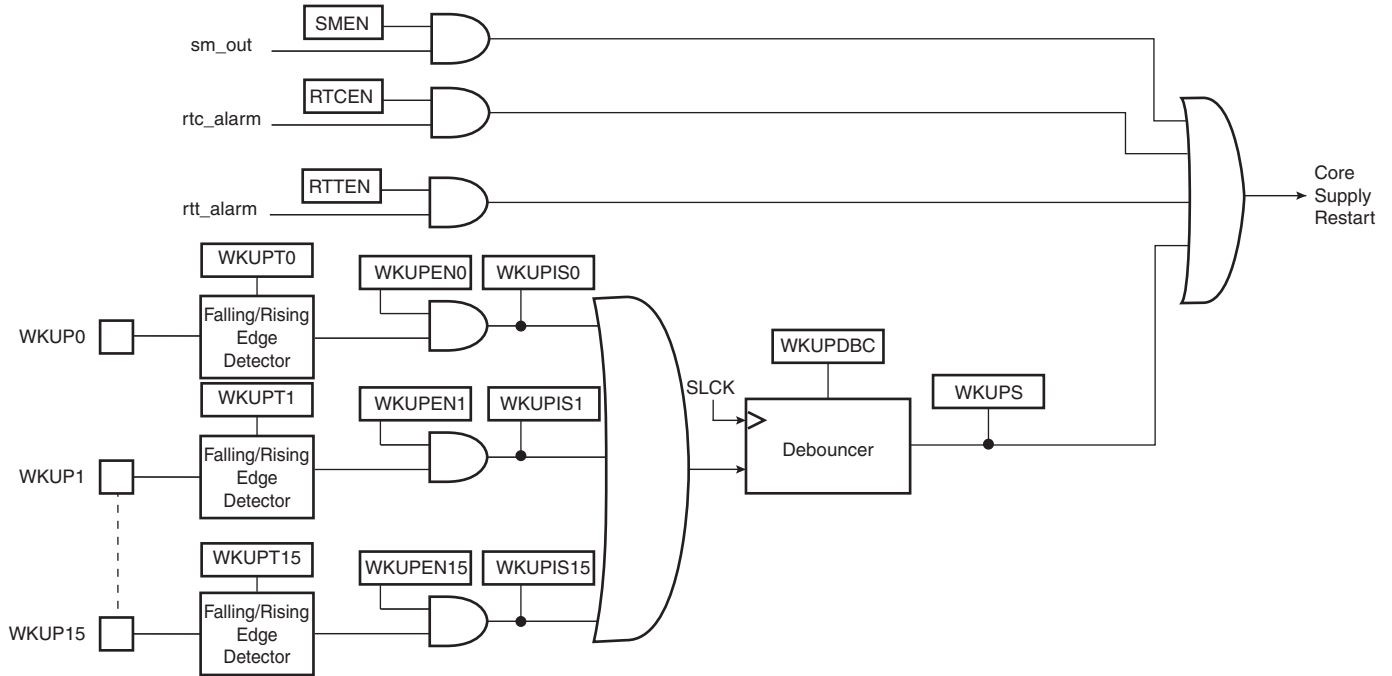 SMEN
sm_out
RTCEN
rtc_alarm
RTTEN
rtt_alarm
Core
Supply
Restart
WKUPT0
WKUPEN0
WKUPIS0
WKUP0
Falling/Rising
Edge
Detector
WKUPT1
WKUPEN1
WKUPIS1
WKUP1
Falling/Rising
Edge
Detector
WKUPT15
WKUPEN15
WKUPIS15
WKUP15
Falling/Rising
Edge
Detector
WKUPDBC
SLCK
Debouncer
WKUPS